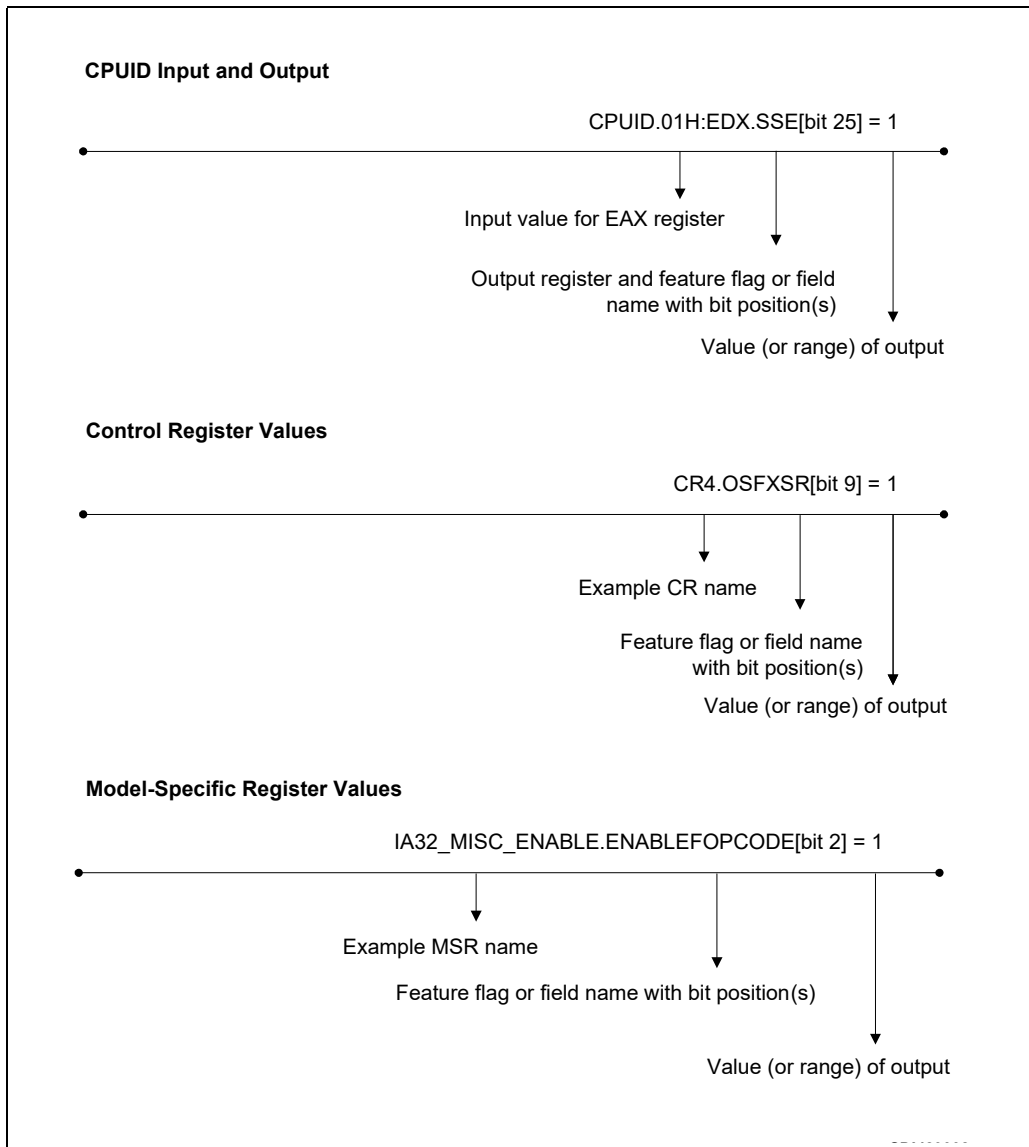 CPUID Input and Output
CPUID.01H:EDX.SSE[bit 25] = 1
Input value for EAX register
Output register and feature flag or field
name with bit position(s)
Value (or range) of output
Control Register Values
CR4.OSFXSR[bit 9] = 1
Example CR name
Feature flag or field name
with bit position(s)
Value (or range) of output
Model-Specific Register Values
IA32_MISC_ENABLE.ENABLEFOPCODE[bit 2] = 1
Example MSR name
Feature flag or field name with bit position(s)
Value (or range) of output